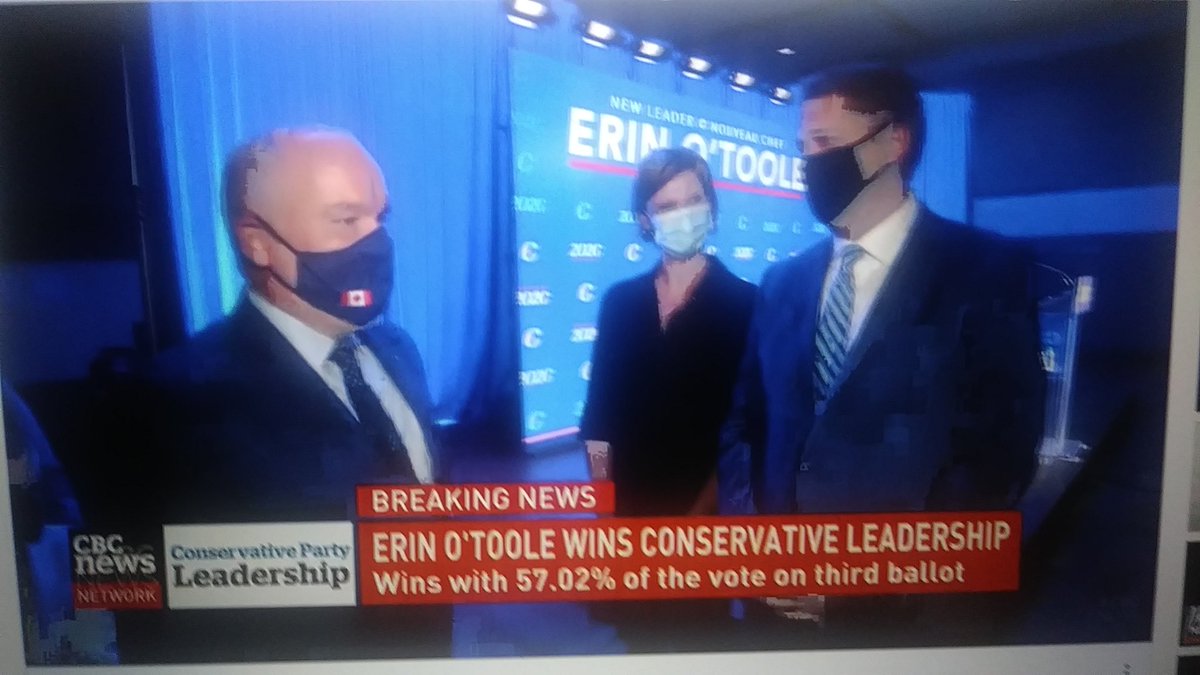 NEW LEADER C NOUVEAU CHEF
ERIN O'TOOLE
BREAKING NEWS
ERIN O'TOOLE WINS CONSERVATIVE LEADERSHIP
Wins with 57.02% of the vote on third ballot
CBC
news
NETWORK
Conservative Party
Leadership